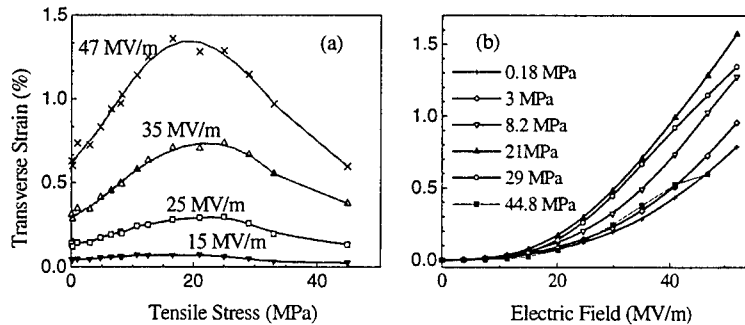 1.5
1.0
0.5
0.0
Transverse Strain (%)
(a)
47 MV/m
35 MV/m
25 MV/m
15 MV/m
0
20
40
Tensile Stress (MPa)
1.5
1.0
0.5
0.0
(b)
0.18 MPa
3 MPa
8.2 MPa
21MPa
29 MPa
44.8 MPa
0
20
40
Electric Field (MV/m)